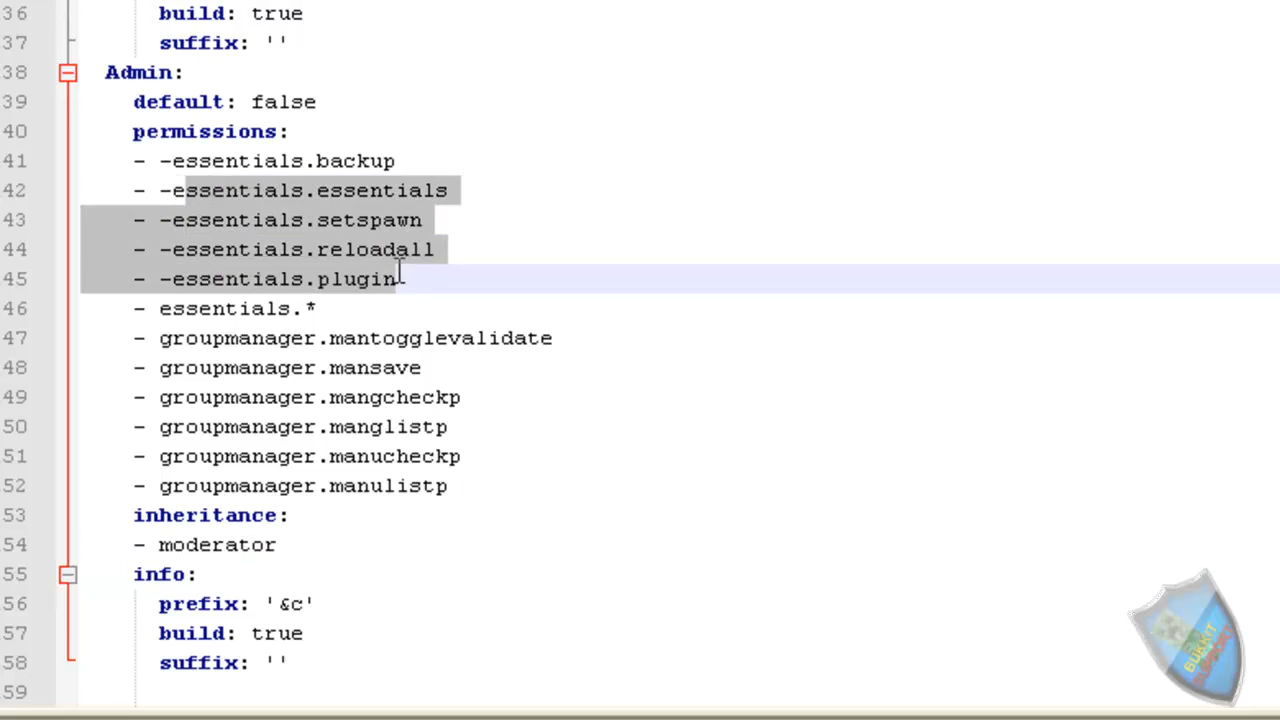 36 build: true
37 suffix: ''
38 Admin:
39 default: false
40 permissions:
41 - -essentials.backup
42 - -essentials.essentials
43 - -essentials.setspawn
44 - -essentials.reloadall
45 - -essentials.plugin
46 - essentials.*
47 - groupmanager.mantogglevalidate
48 - groupmanager.mansave
49 - groupmanager.mangcheckp
50 - groupmanager.manglistp
51 - groupmanager.manucheckp
52 - groupmanager.manulistp
53 inheritance:
54 - moderator
55 info:
56 prefix: '&c'
57 build: true
58 suffix: ''
59
BUKKIT